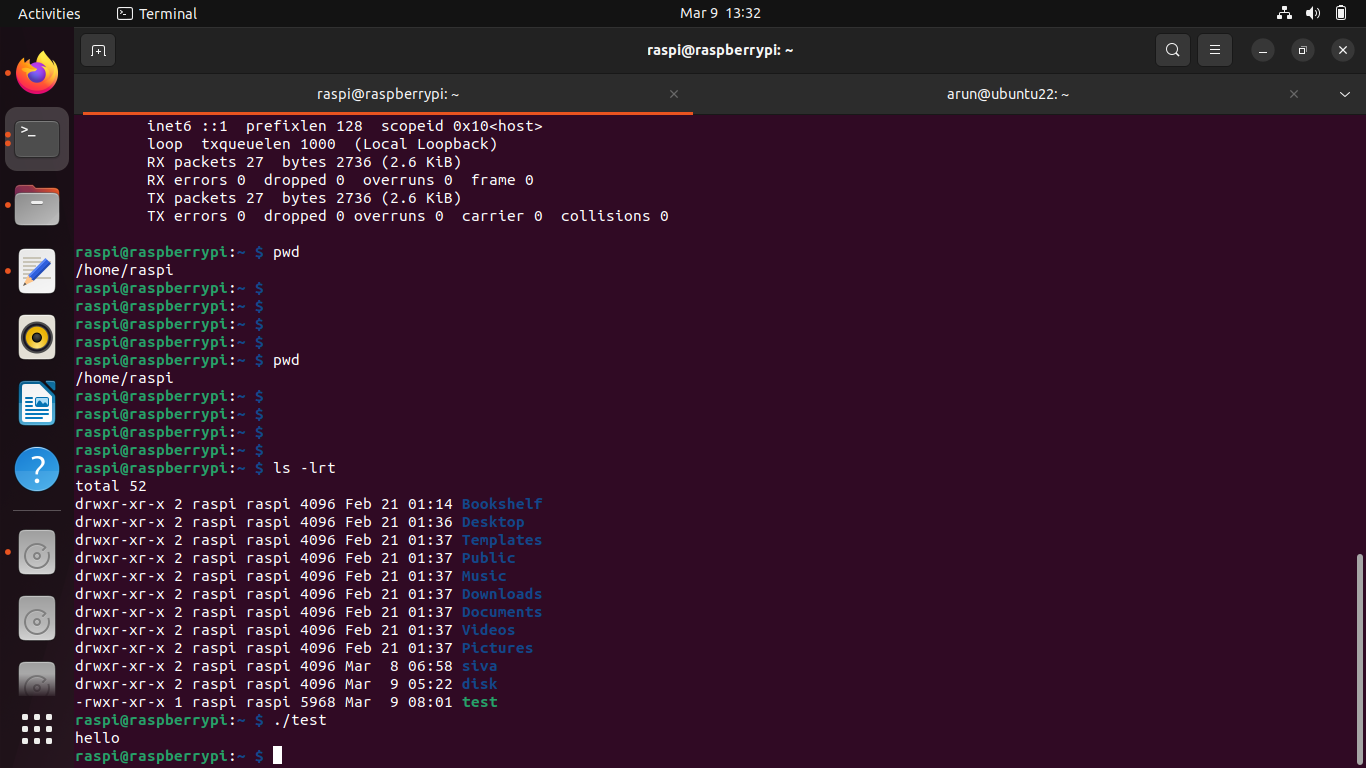 Activities Terminal Mar 9 13:32
raspi@raspberrypi: ~
raspi@raspberrypi: ~ arun@ubuntu22: ~
inet6 ::1  prefixlen 128  scopeid 0x10<host>
loop  txqueuelen 1000  (Local Loopback)
RX packets 27  bytes 2736 (2.6 KiB)
RX errors 0  dropped 0  overruns 0  frame 0
TX packets 27  bytes 2736 (2.6 KiB)
TX errors 0  dropped 0 overruns 0  carrier 0  collisions 0
raspi@raspberrypi:~ $ pwd
/home/raspi
raspi@raspberrypi:~ $
raspi@raspberrypi:~ $
raspi@raspberrypi:~ $
raspi@raspberrypi:~ $
raspi@raspberrypi:~ $ pwd
/home/raspi
raspi@raspberrypi:~ $
raspi@raspberrypi:~ $
raspi@raspberrypi:~ $
raspi@raspberrypi:~ $
raspi@raspberrypi:~ $ ls -lrt
total 52
drwxr-xr-x 2 raspi raspi 4096 Feb 21 01:14 Bookshelf
drwxr-xr-x 2 raspi raspi 4096 Feb 21 01:36 Desktop
drwxr-xr-x 2 raspi raspi 4096 Feb 21 01:37 Templates
drwxr-xr-x 2 raspi raspi 4096 Feb 21 01:37 Public
drwxr-xr-x 2 raspi raspi 4096 Feb 21 01:37 Music
drwxr-xr-x 2 raspi raspi 4096 Feb 21 01:37 Downloads
drwxr-xr-x 2 raspi raspi 4096 Feb 21 01:37 Documents
drwxr-xr-x 2 raspi raspi 4096 Feb 21 01:37 Videos
drwxr-xr-x 2 raspi raspi 4096 Feb 21 01:37 Pictures
drwxr-xr-x 2 raspi raspi 4096 Mar  8 06:58 siva
drwxr-xr-x 2 raspi raspi 4096 Mar  9 05:22 disk
-rwxr-xr-x 1 raspi raspi 5968 Mar  9 08:01 test
raspi@raspberrypi:~ $ ./test
hello
raspi@raspberrypi:~ $